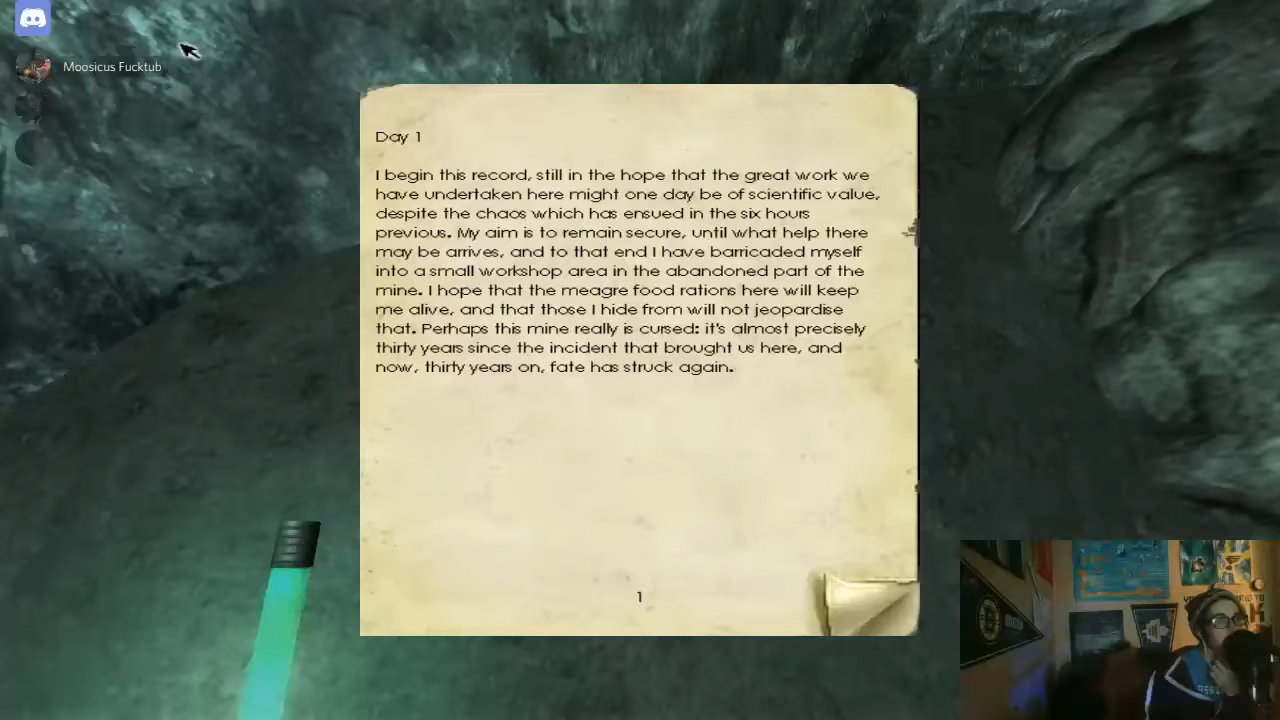 Moosicus Fucktub
Day 1
I begin this record, still in the hope that the great work we
have undertaken here might one day be of scientific value,
despite the chaos which has ensued in the six hours
previous. My aim is to remain secure, until what help there
may be arrives, and to that end I have barricaded myself
into a small workshop area in the abandoned part of the
mine. I hope that the meagre food rations here will keep
me alive, and that those I hide from will not jeopardise
that. Perhaps this mine really is cursed: it's almost precisely
thirty years since the incident that brought us here, and
now, thirty years on, fate has struck again.
1